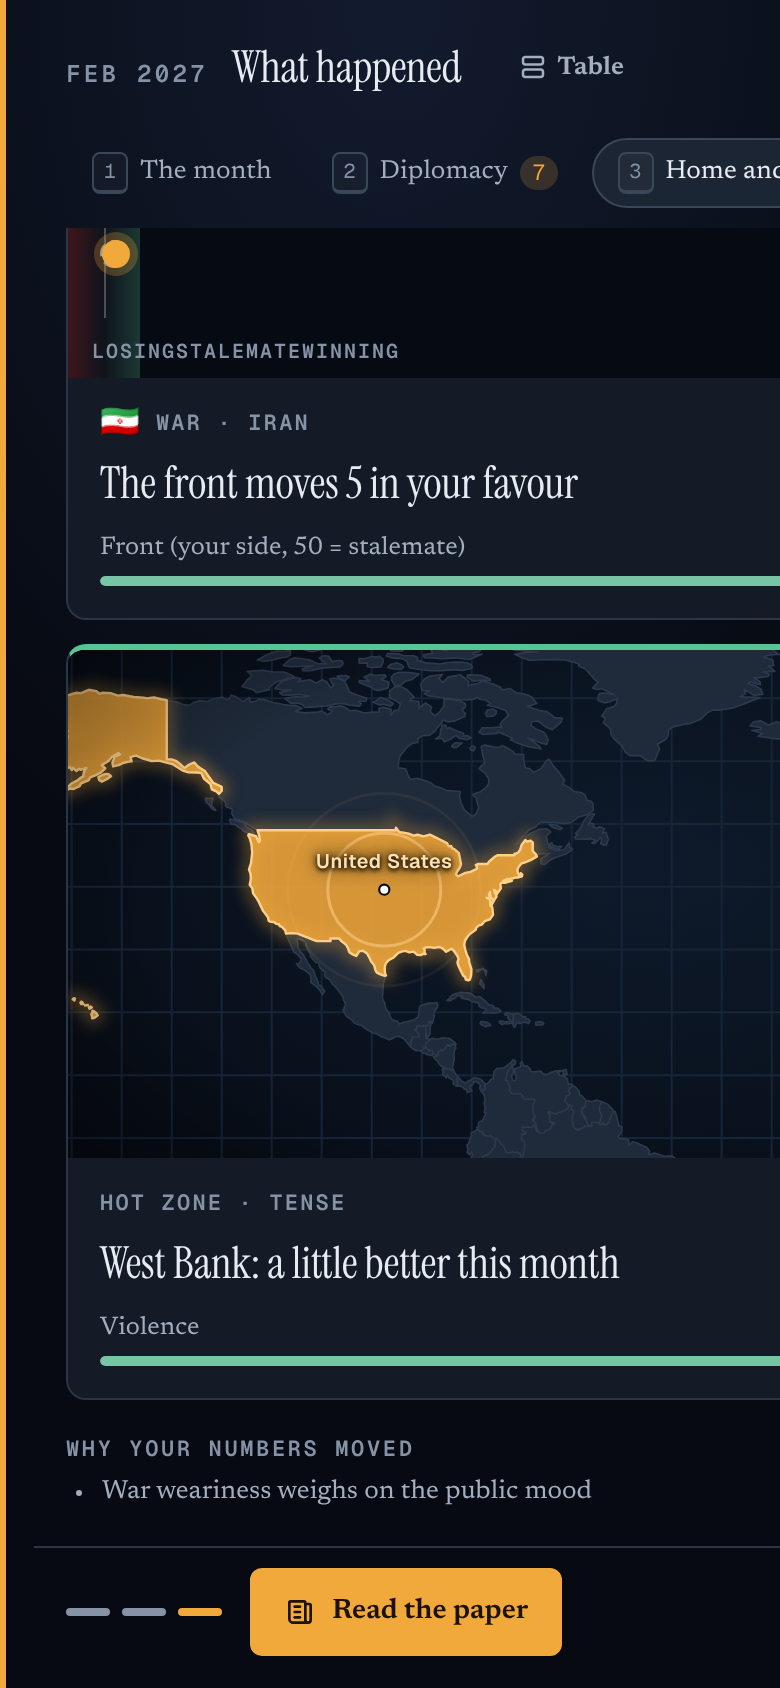 FEB 2027 What happened Table
1 The month 2 Diplomacy 7 3 Home and
LOSINGSTALEMATEWINNING
WAR · IRAN
The front moves 5 in your favour
Front (your side, 50 = stalemate)
United States
HOT ZONE · TENSE
West Bank: a little better this month
Violence
WHY YOUR NUMBERS MOVED
• War weariness weighs on the public mood
Read the paper